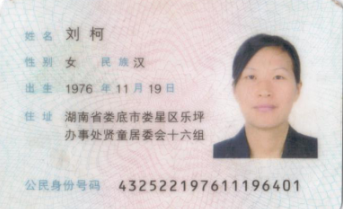 姓名 刘柯
性别 女 民族 汉
出生 1976 年 11 月 19 日
住址 湖南省娄底市娄星区乐坪
办事处贤童居委会十六组
公民身份号码 432522197611196401